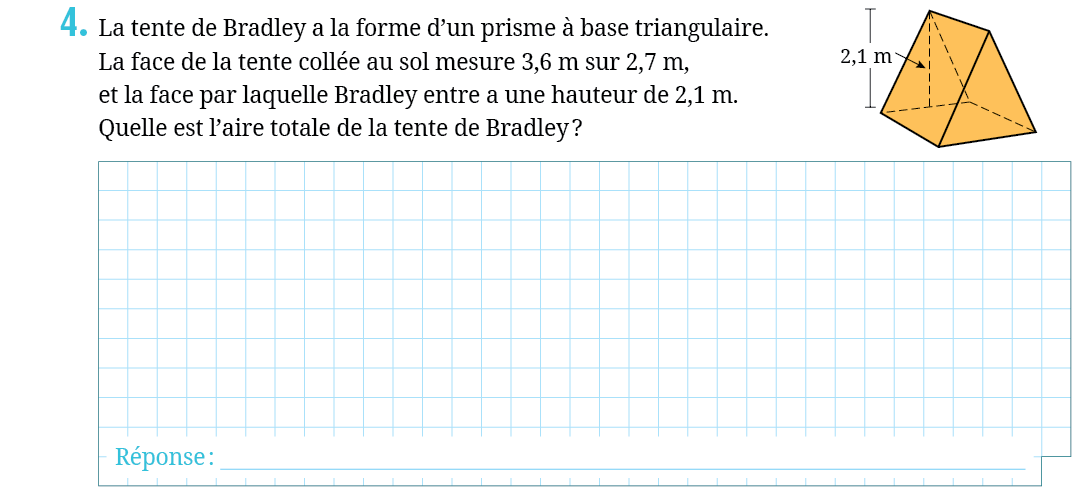 4. La tente de Bradley a la forme d’un prisme à base triangulaire.
La face de la tente collée au sol mesure 3,6 m sur 2,7 m,
et la face par laquelle Bradley entre a une hauteur de 2,1 m.
Quelle est l’aire totale de la tente de Bradley ?
2,1 m
Réponse :